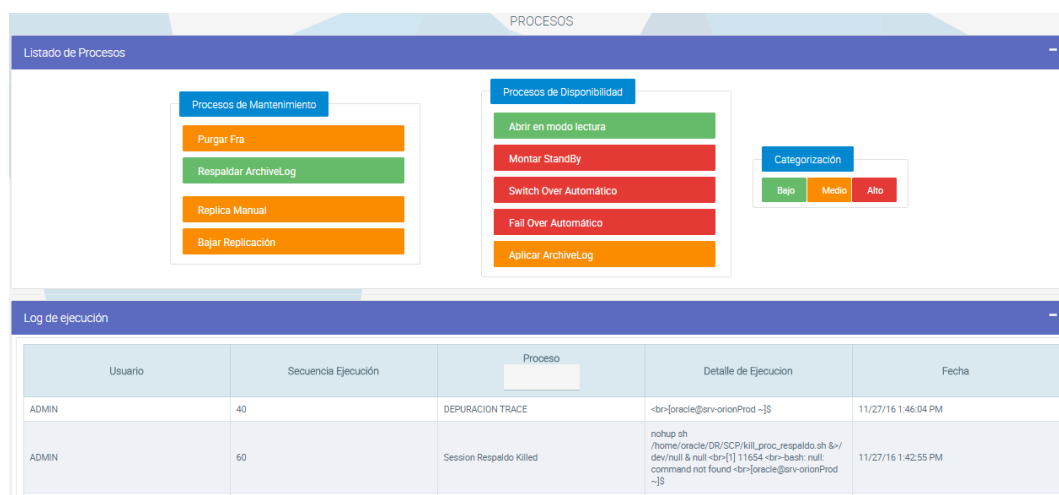 PROCESOS
Listado de Procesos
Procesos de Mantenimiento
Purgar Fra
Respaldar ArchiveLog
Replica Manual
Bajar Replicación
Procesos de Disponibilidad
Abrir en modo lectura
Montar StandBy
Switch Over Automático
Fail Over Automático
Aplicar ArchiveLog
Categorización
Bajo Medio Alto
Log de ejecución
Usuario Secuencia Ejecución Proceso Detalle de Ejecucion Fecha
ADMIN 40 DEPURACION TRACE <br>[oracle@srv-orionProd ~]$ 11/27/16 1:46:04 PM
ADMIN 60 Session Respaldo Killed
nohup sh
/home/oracle/DR/SCP/kill_proc_respaldo.sh &>/
dev/null & null <br>[1] 11654 <br>-bash: null:
command not found <br>[oracle@srv-orionProd
~]$
11/27/16 1:42:55 PM